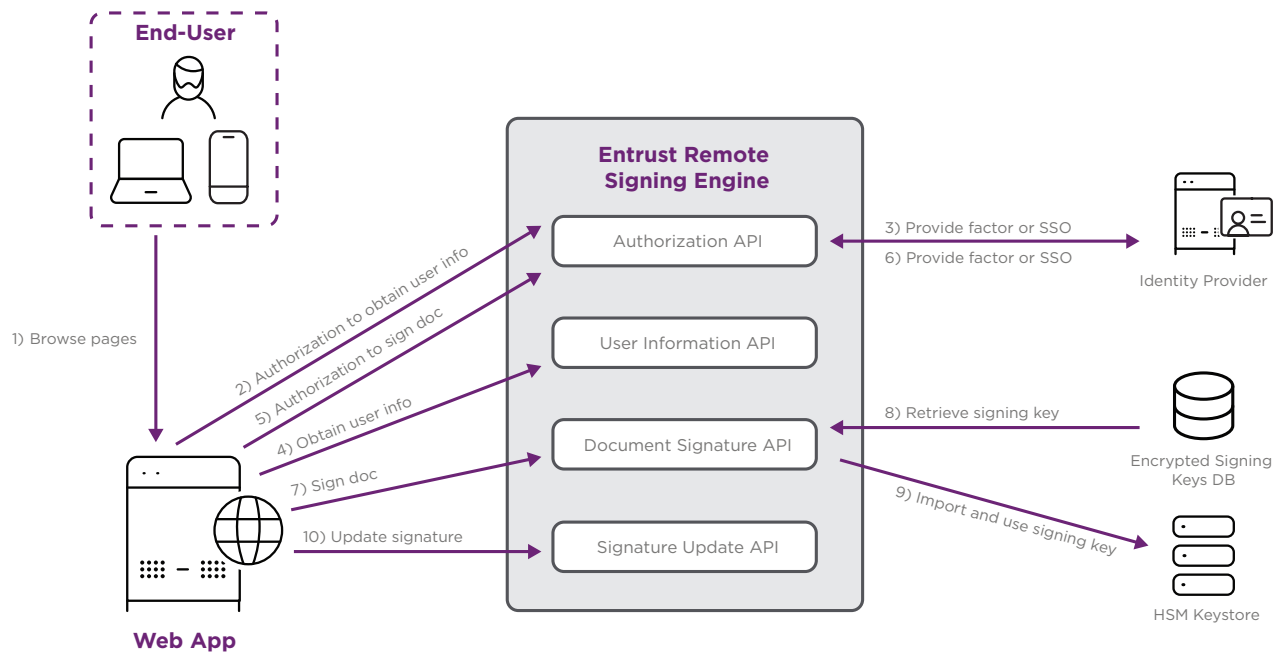 End-User
Entrust Remote
Signing Engine
Authorization API
3) Provide factor or SSO
6) Provide factor or SSO
Identity Provider
2) Authorization to obtain user info
5) Authorization to sign doc
1) Browse pages
User Information API
4) Obtain user info
8) Retrieve signing key
Document Signature API
Encrypted Signing
Keys DB
7) Sign doc
9) Import and use signing key
10) Update signature
Signature Update API
HSM Keystore
Web App